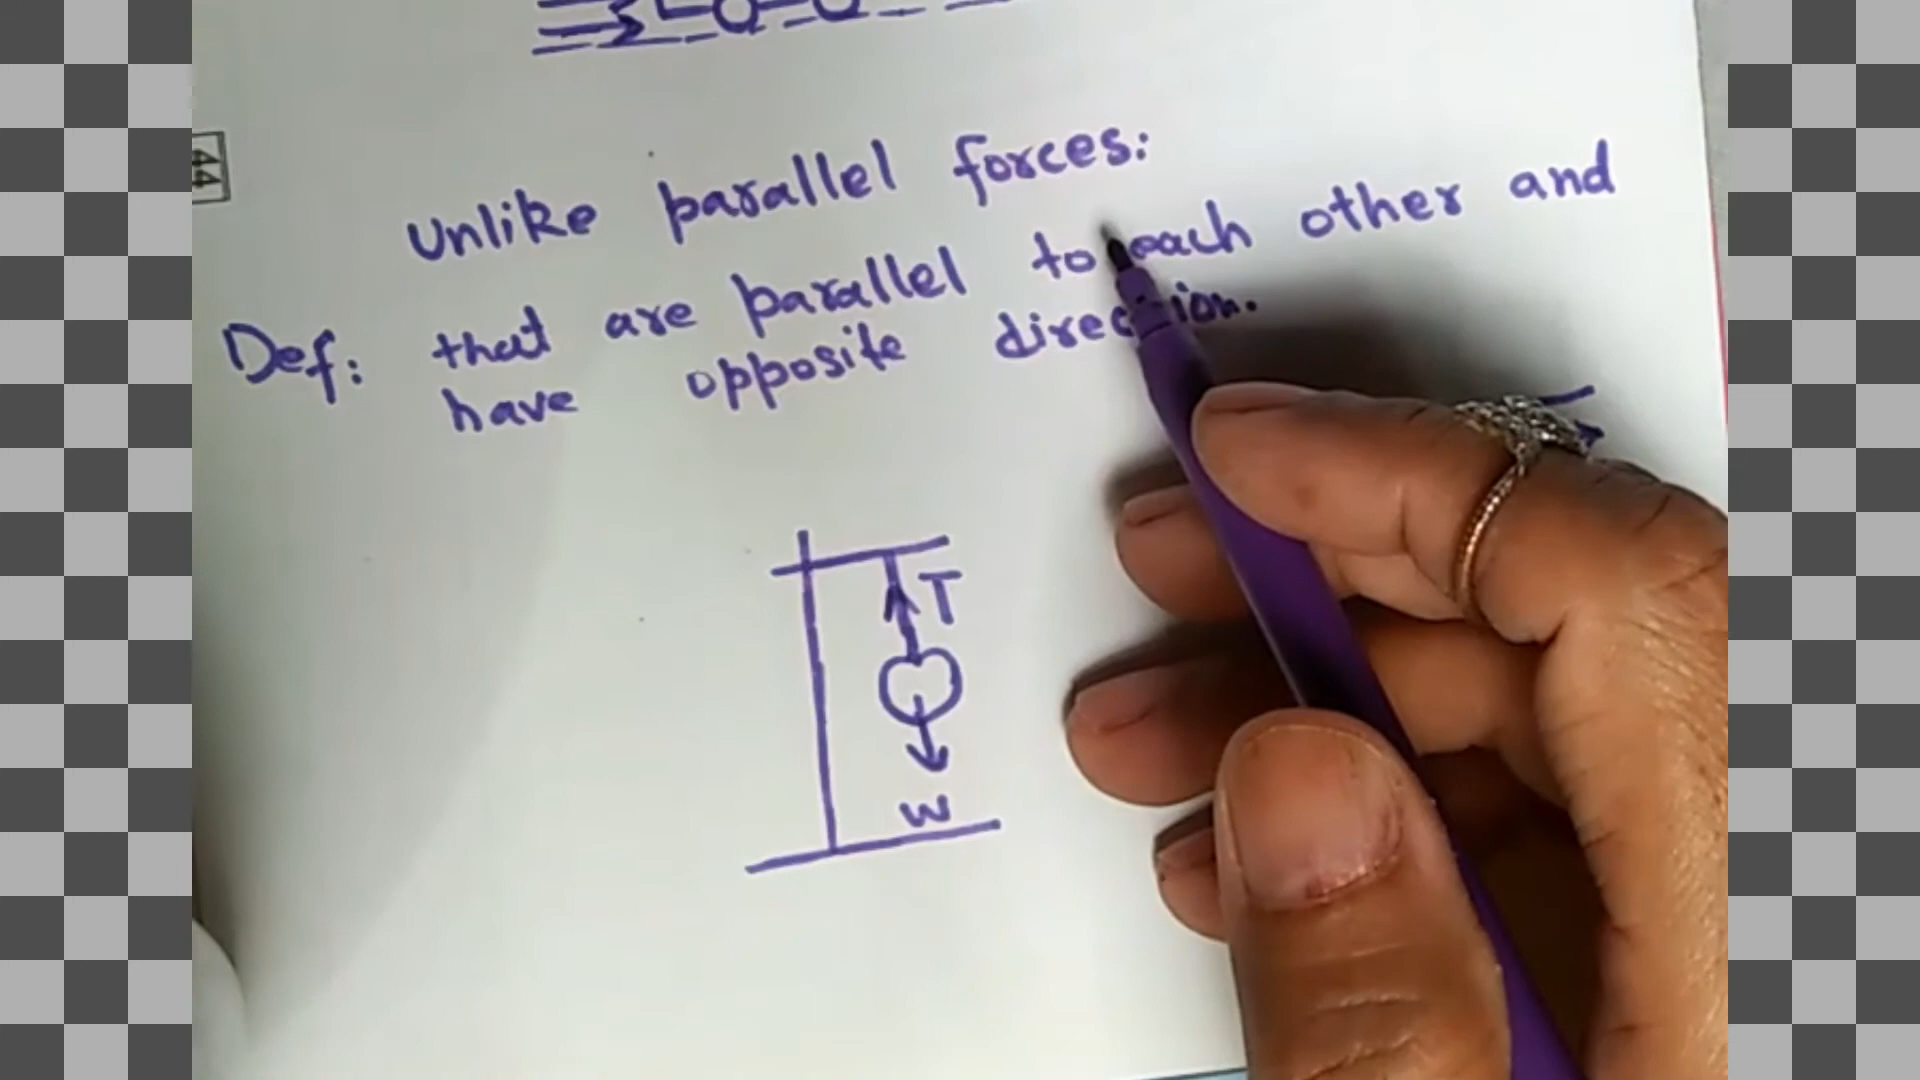 44
Unlike parallel forces:
Def: that are parallel to each other and
have opposite direction.
T
W